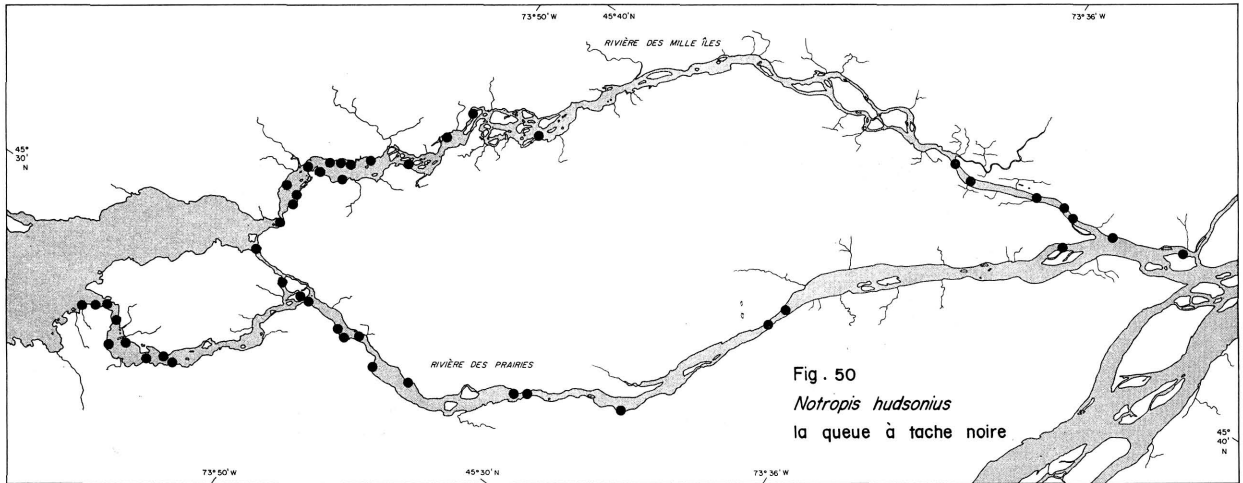 73°50' W
45°40'
73°36' W
RIVIÈRE DES MILLE ÎLES
45°
30'
N
RIVIÈRE DES PRAIRIES
Fig. 50
Notropis hudsonius
la queue à tache noire
45°
40'
N
73°50' W
45°30' N
73°36' W